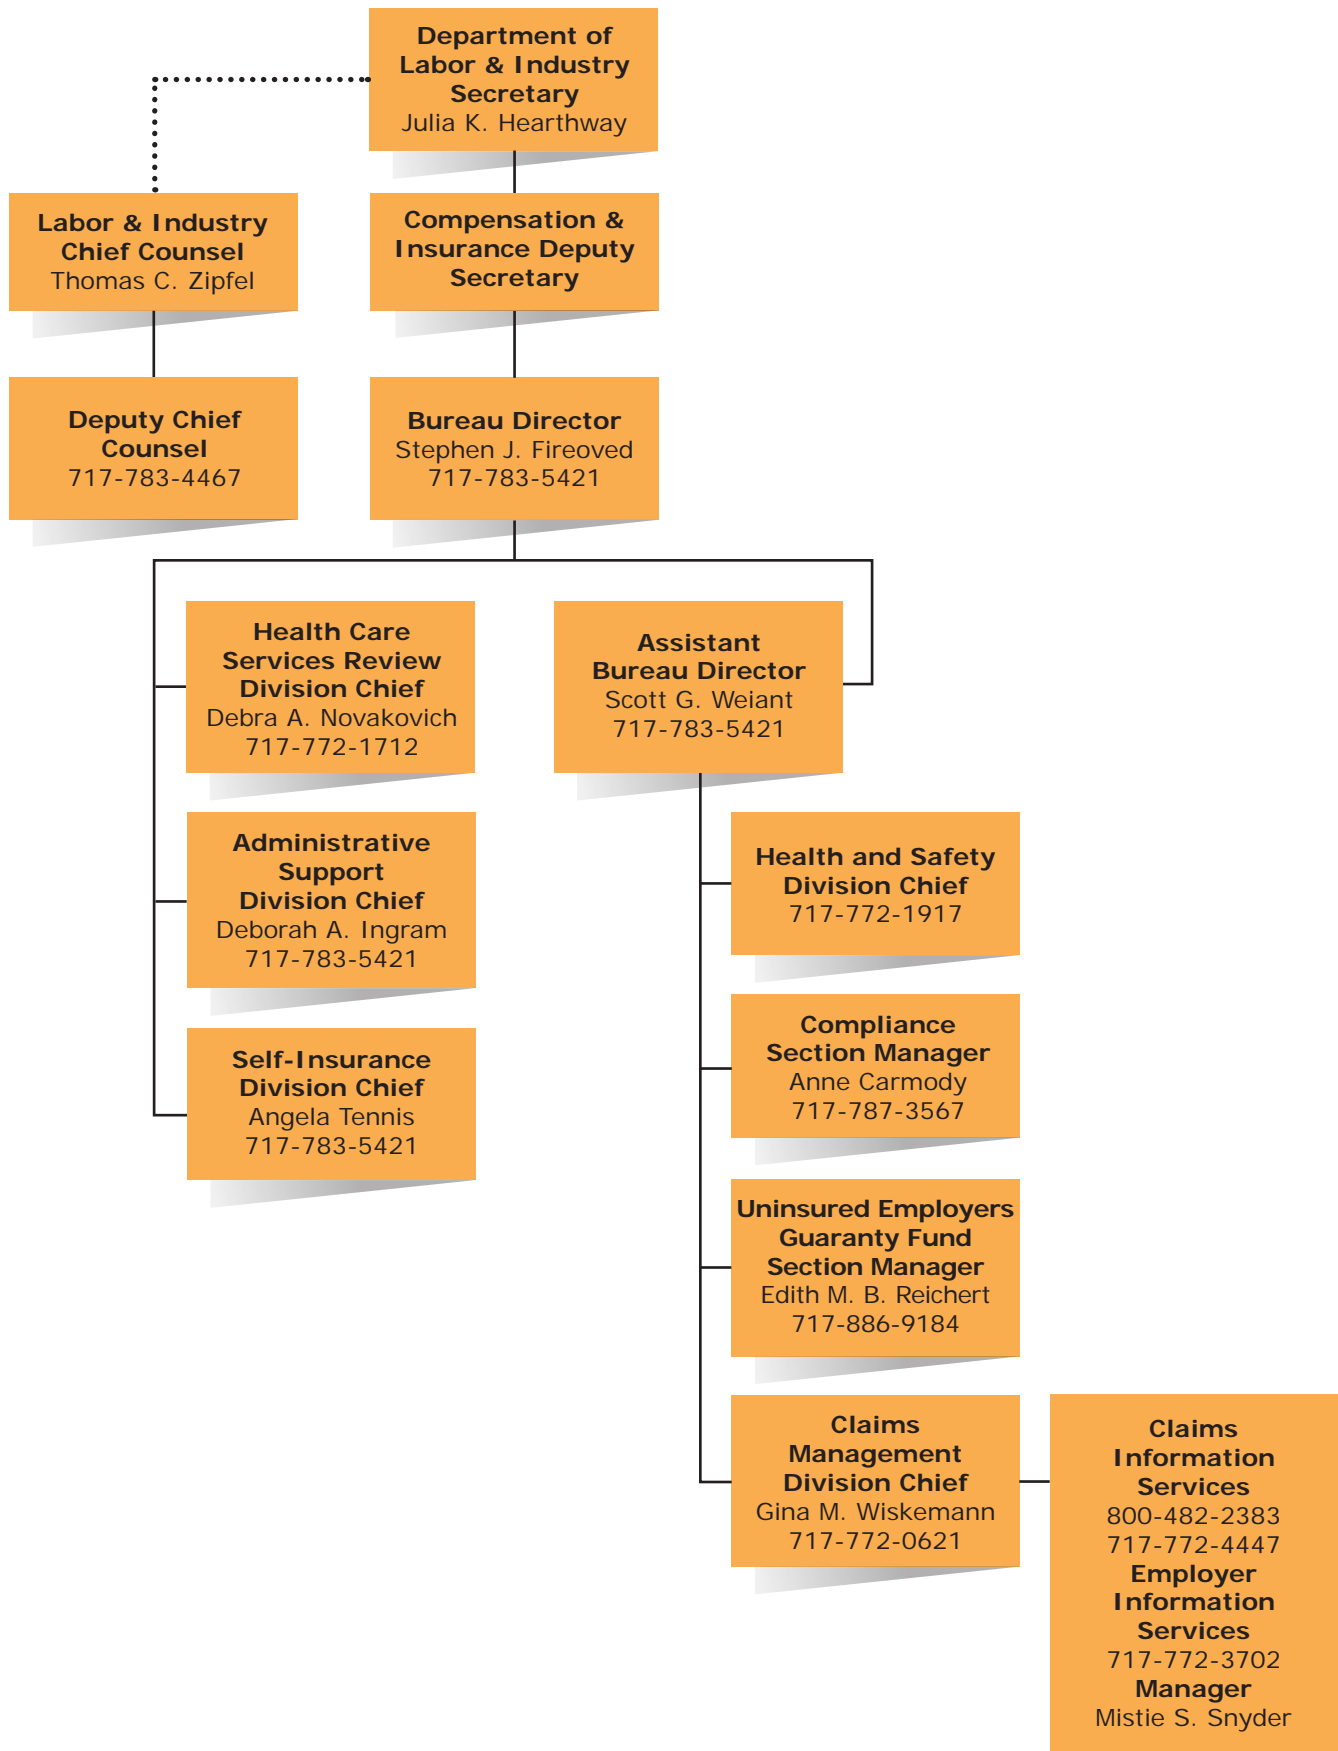 Department of
Labor & Industry
Secretary
Julia K. Hearthway
Labor & Industry
Chief Counsel
Thomas C. Zipfel
Compensation &
Insurance Deputy
Secretary
Deputy Chief
Counsel
717-783-4467
Bureau Director
Stephen J. Fireoved
717-783-5421
Health Care
Services Review
Division Chief
Debra A. Novakovich
717-772-1712
Assistant
Bureau Director
Scott G. Weiant
717-783-5421
Administrative
Support
Division Chief
Deborah A. Ingram
717-783-5421
Self-Insurance
Division Chief
Angela Tennis
717-783-5421
Health and Safety
Division Chief
717-772-1917
Compliance
Section Manager
Anne Carmody
717-787-3567
Uninsured Employers
Guaranty Fund
Section Manager
Edith M. B. Reichert
717-886-9184
Claims
Management
Division Chief
Gina M. Wiskemann
717-772-0621
Claims
Information
Services
800-482-2383
717-772-4447
Employer
Information
Services
717-772-3702
Manager
Mistie S. Snyder